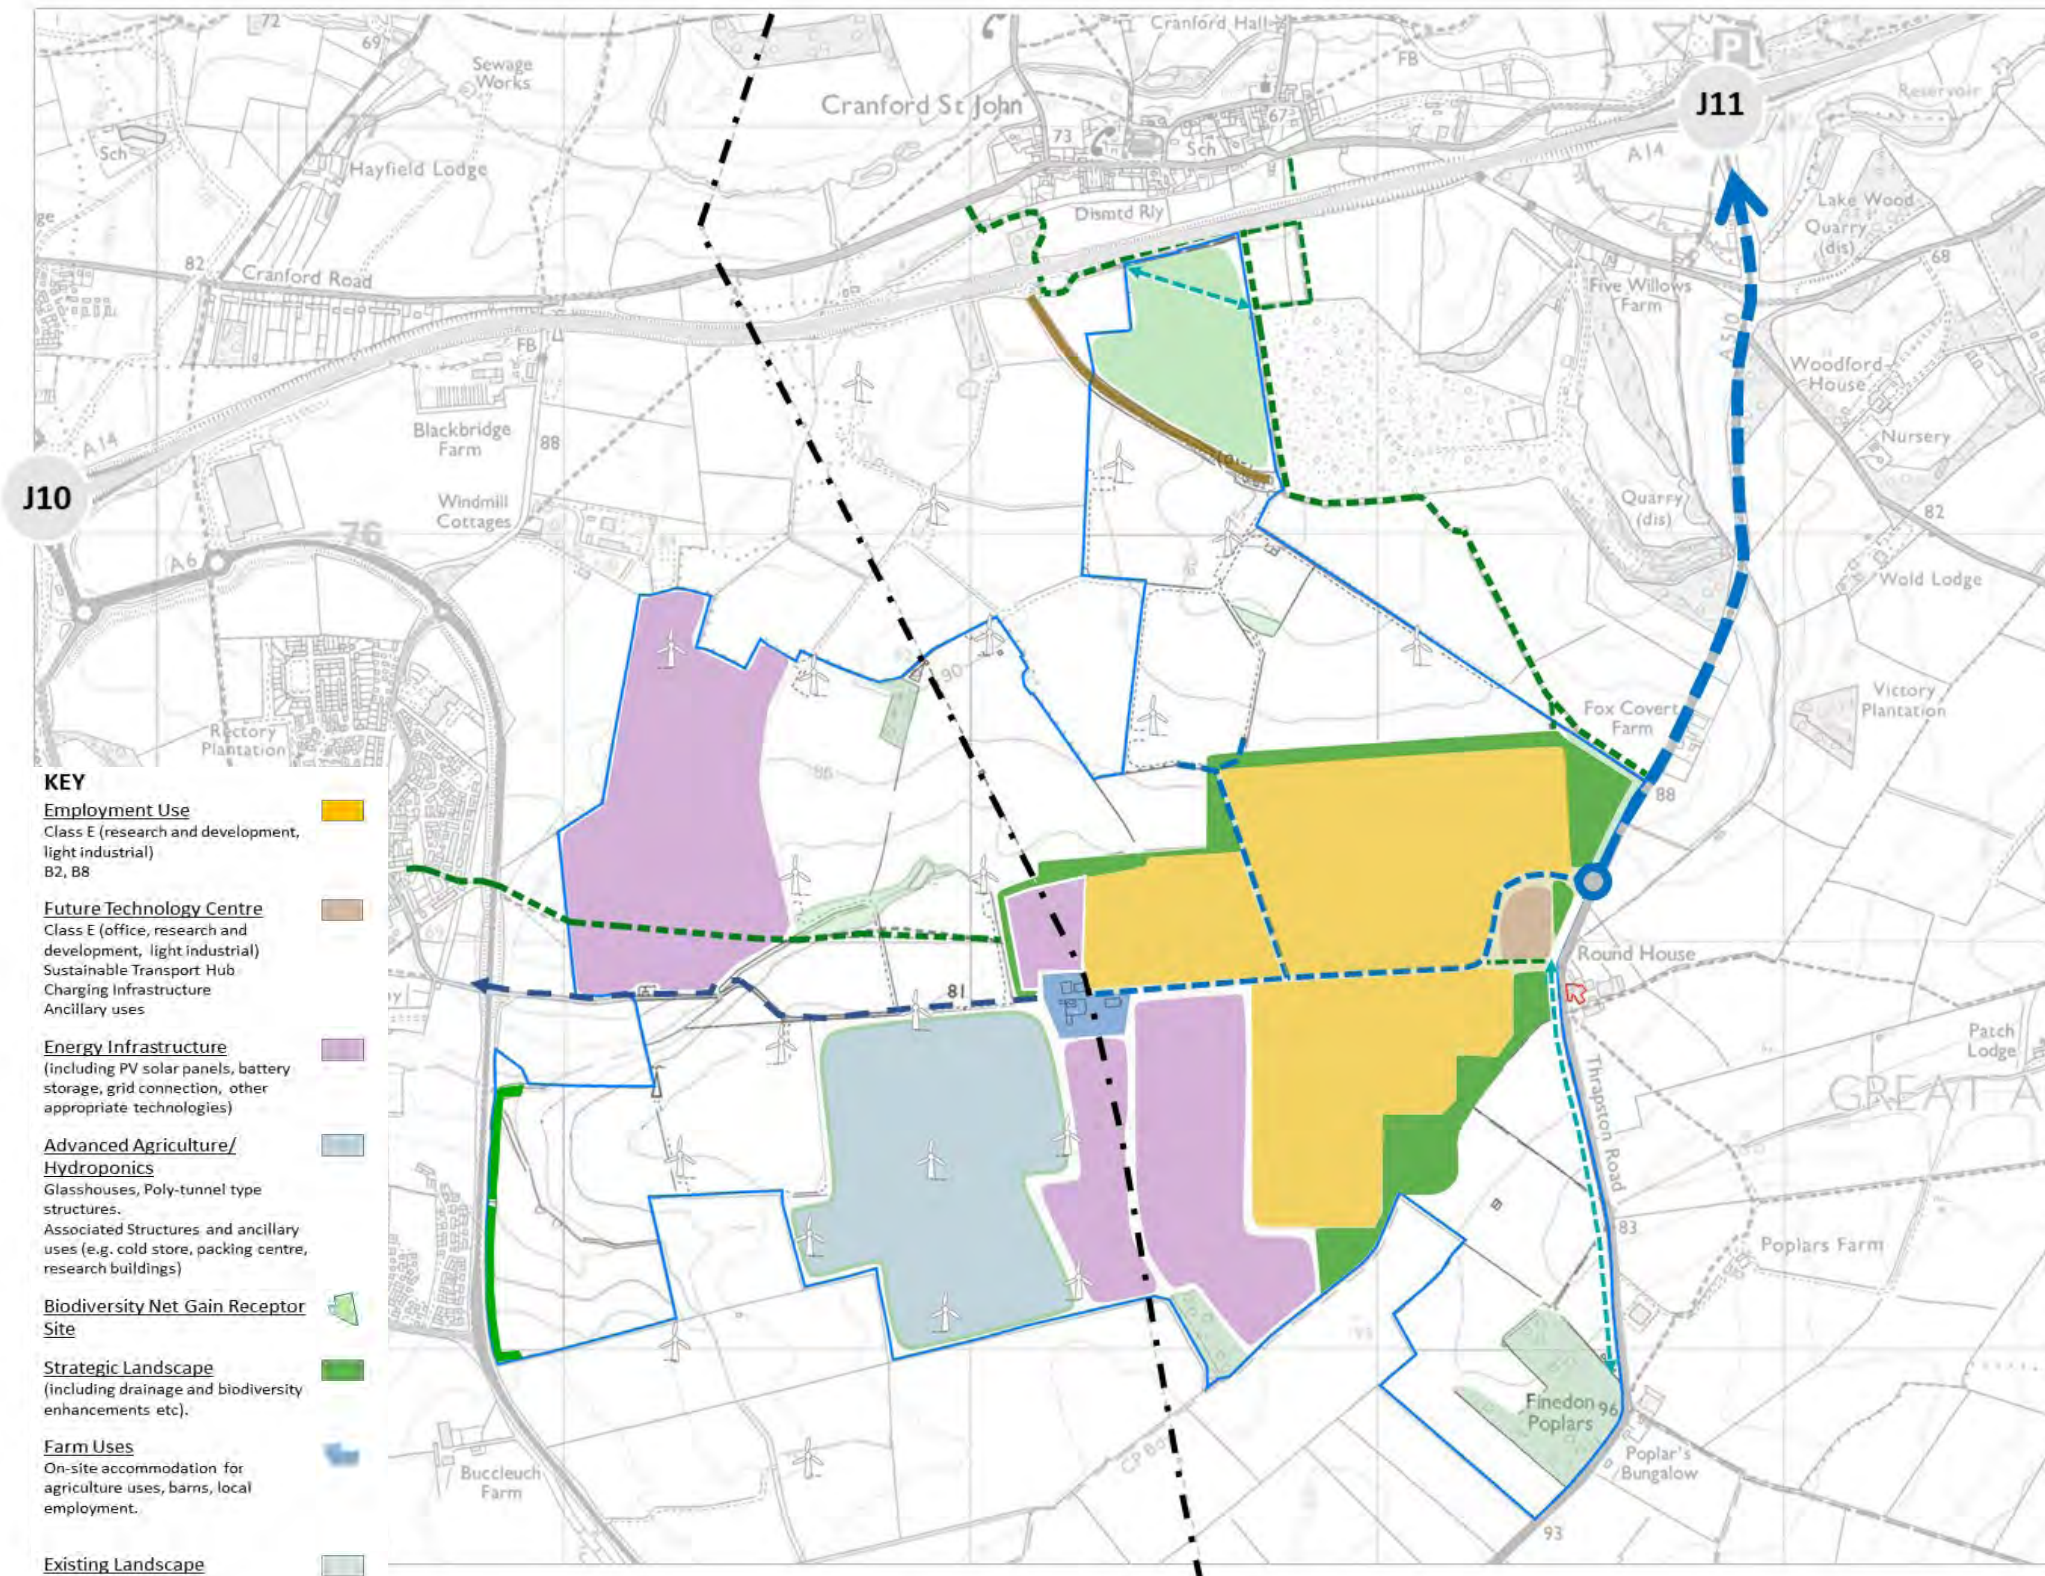 72
69
Sewage
Works
77
Sch
Hayfield Lodge
ge
82
Cranford Road
Cranford St John
Cranford Hall
FB
P
J11
Reservoir
73
67
Sch
A14
Dismtd Rly
Lake Wood
Quarry
(dis)
68
Five Willows
Farm
A510
Woodford
House
Nursery
FB
Blackbridge
Farm
88
A14
J10
Windmill
Cottages
76
A6
Quarry
(dis)
82
Wold Lodge
90
Victory
Plantation
Fox Covert
Farm
88
Rectory
Plantation
86
81
Round House
Patch
Lodge
GREAT A
Thrapston Road
83
Poplars Farm
B
Finedon
Poplars
96
Poplar's
Bungalow
93
Buccleuch
Farm
KEY
Employment Use
Class E (research and development,
light industrial)
B2, B8
Future Technology Centre
Class E (office, research and
development, light industrial)
Sustainable Transport Hub
Charging Infrastructure
Ancillary uses
Energy Infrastructure
(including PV solar panels, battery
storage, grid connection, other
appropriate technologies)
Advanced Agriculture/
Hydroponics
Glasshouses, Poly-tunnel type
structures.
Associated Structures and ancillary
uses (e.g. cold store, packing centre,
research buildings)
Biodiversity Net Gain Receptor
Site
Strategic Landscape
(including drainage and biodiversity
enhancements etc).
Farm Uses
On-site accommodation for
agriculture uses, barns, local
employment.
Existing Landscape